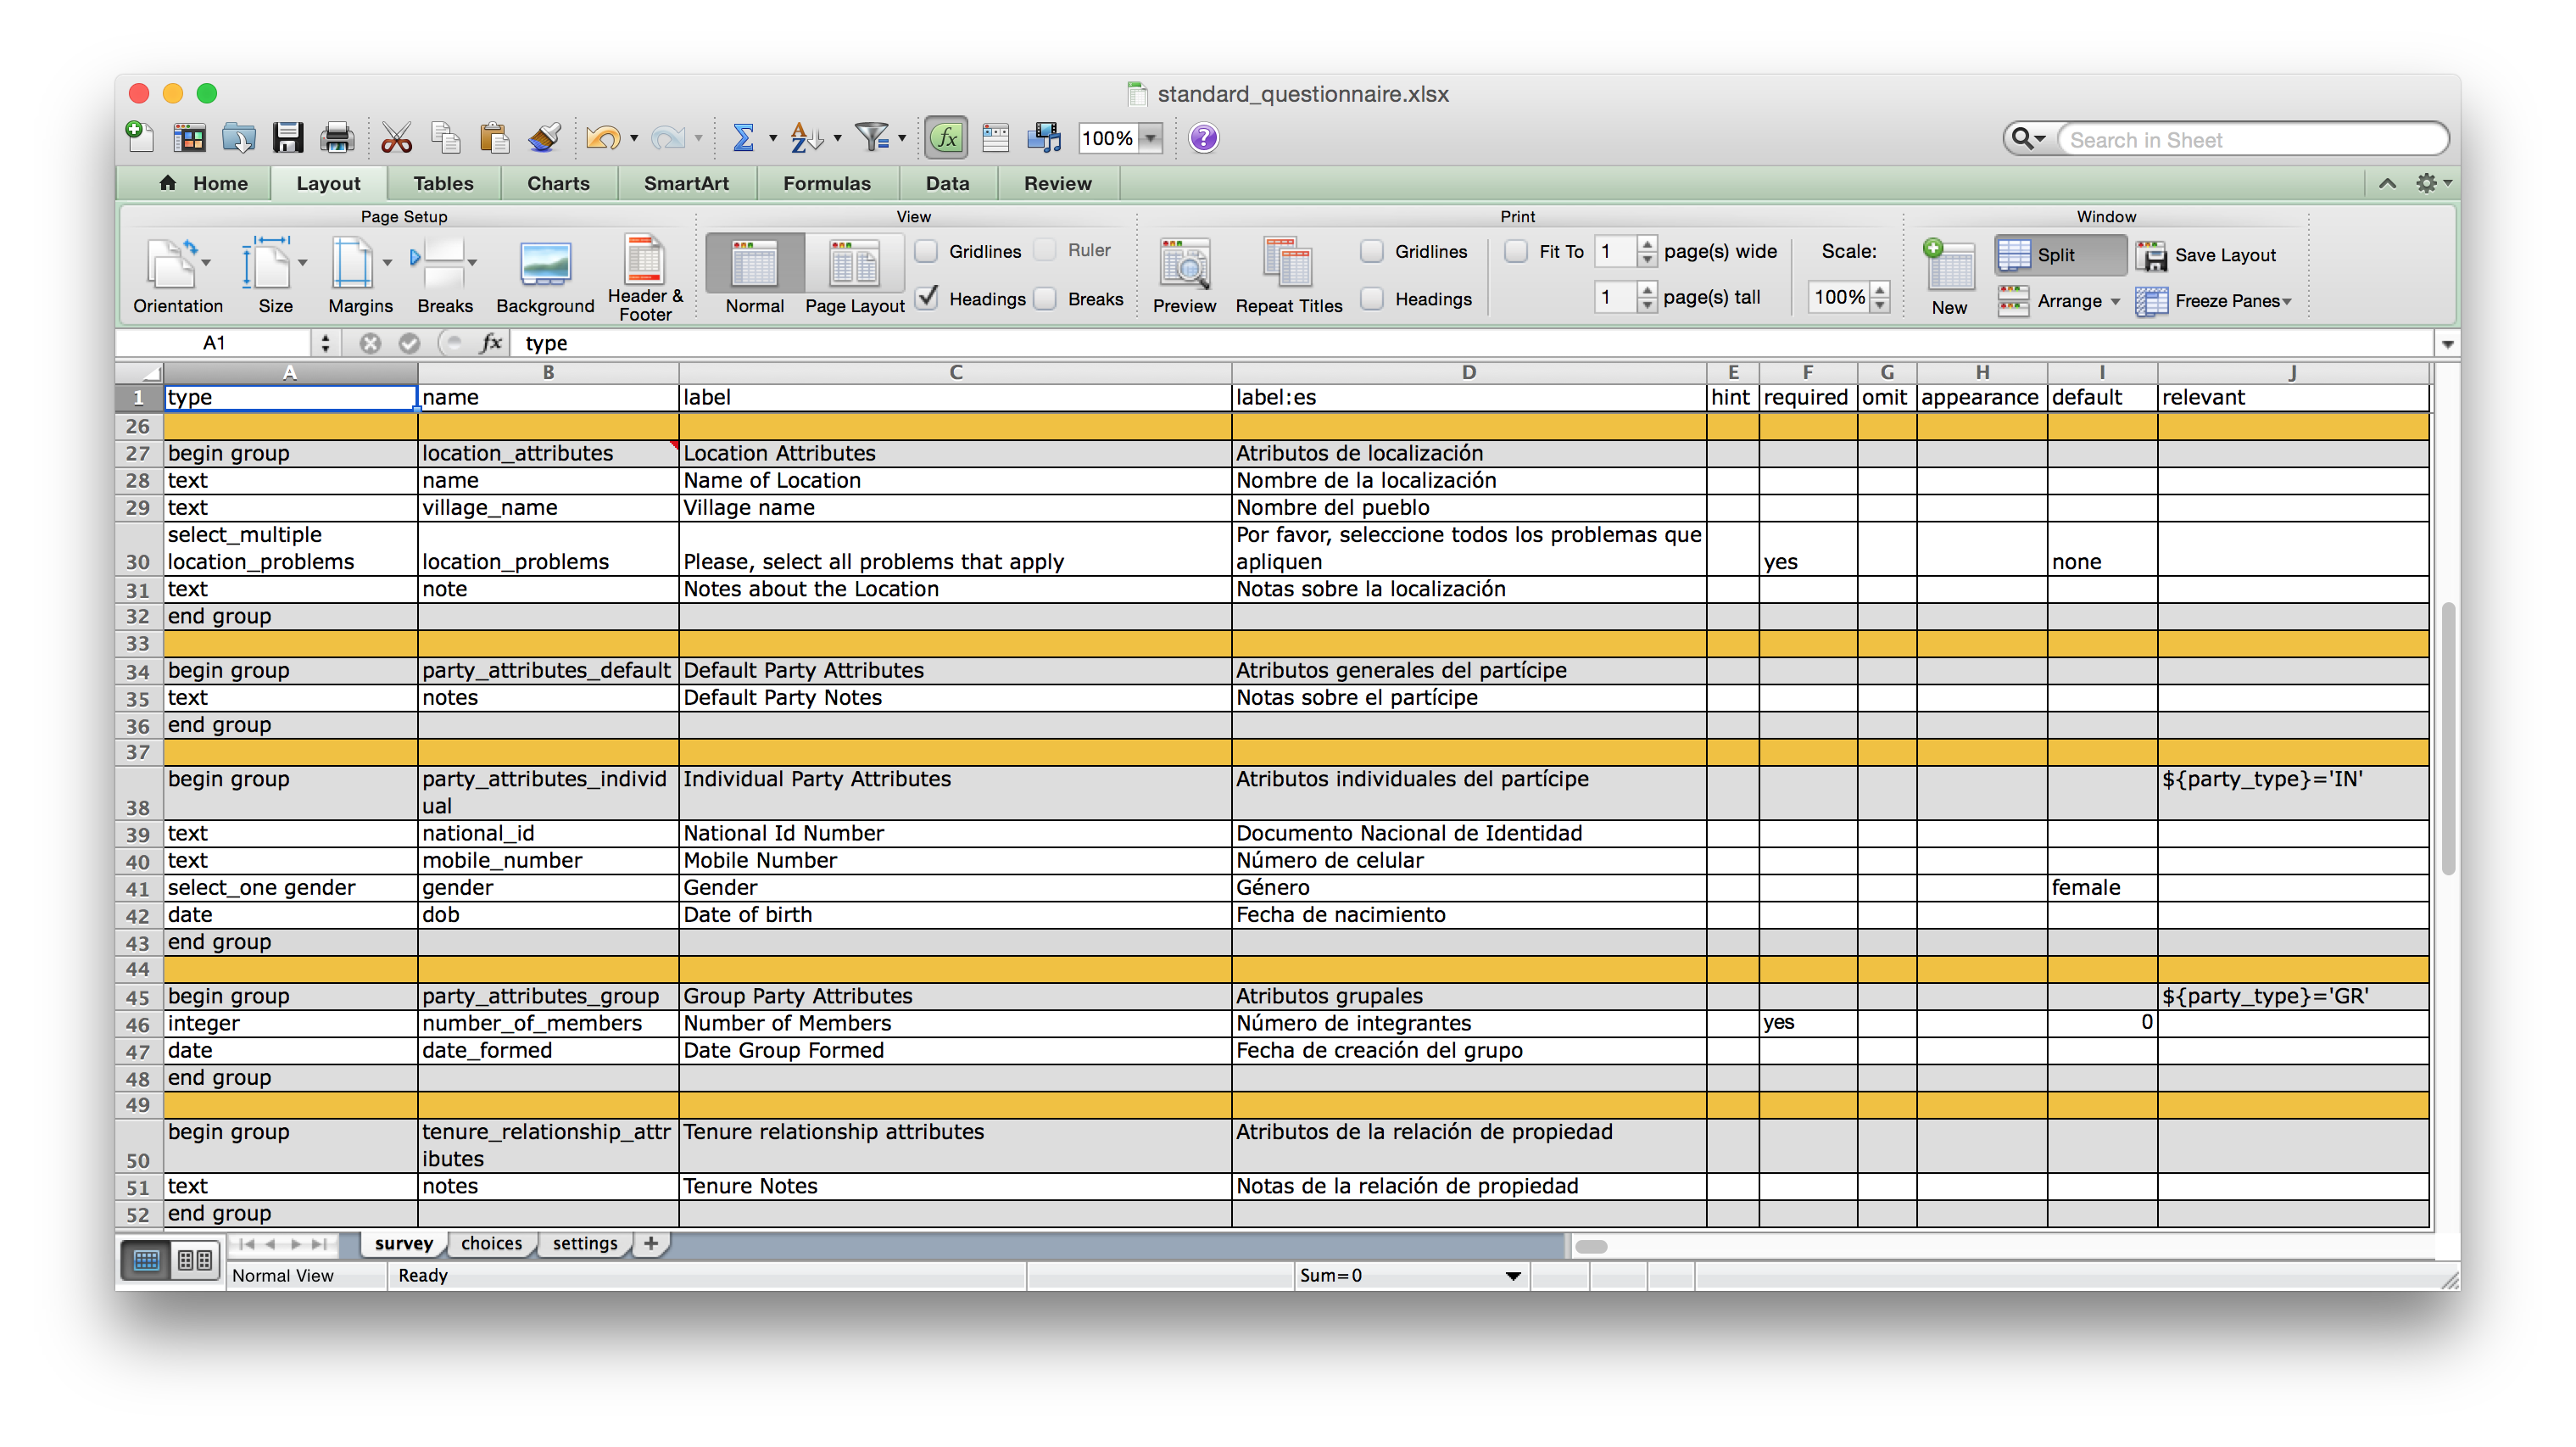 standard_questionnaire.xlsx
100%
Search in Sheet
Home Layout Tables Charts SmartArt Formulas Data Review
Page Setup View Print Window
Orientation Size Margins Breaks Background Header & Footer
Normal Page Layout Gridlines Ruler Headings Breaks
Preview Repeat Titles Gridlines Headings Fit To 1 page(s) wide 1 page(s) tall Scale: 100%
New Split Arrange Save Layout Freeze Panes
A1 fx type
A B C D E F G H I J
1 type name label label:es hint required omit appearance default relevant
26
27 begin group location_attributes Location Attributes Atributos de localización
28 text name Name of Location Nombre de la localización
29 text village_name Village name Nombre del pueblo
30 select_multiple location_problems location_problems Please, select all problems that apply Por favor, seleccione todos los problemas que apliquen yes none
31 text note Notes about the Location Notas sobre la localización
32 end group
33
34 begin group party_attributes_default Default Party Attributes Atributos generales del partícipe
35 text notes Default Party Notes Notas sobre el partícipe
36 end group
37
38 begin group party_attributes_individual Individual Party Attributes Atributos individuales del partícipe ${party_type}='IN'
39 text national_id National Id Number Documento Nacional de Identidad
40 text mobile_number Mobile Number Número de celular
41 select_one gender gender Gender Género female
42 date dob Date of birth Fecha de nacimiento
43 end group
44
45 begin group party_attributes_group Group Party Attributes Atributos grupales ${party_type}='GR'
46 integer number_of_members Number of Members Número de integrantes yes 0
47 date date_formed Date Group Formed Fecha de creación del grupo
48 end group
49
50 begin group tenure_relationship_attributes Tenure relationship attributes Atributos de la relación de propiedad
51 text notes Tenure Notes Notas de la relación de propiedad
52 end group
survey choices settings
Normal View Ready Sum=0